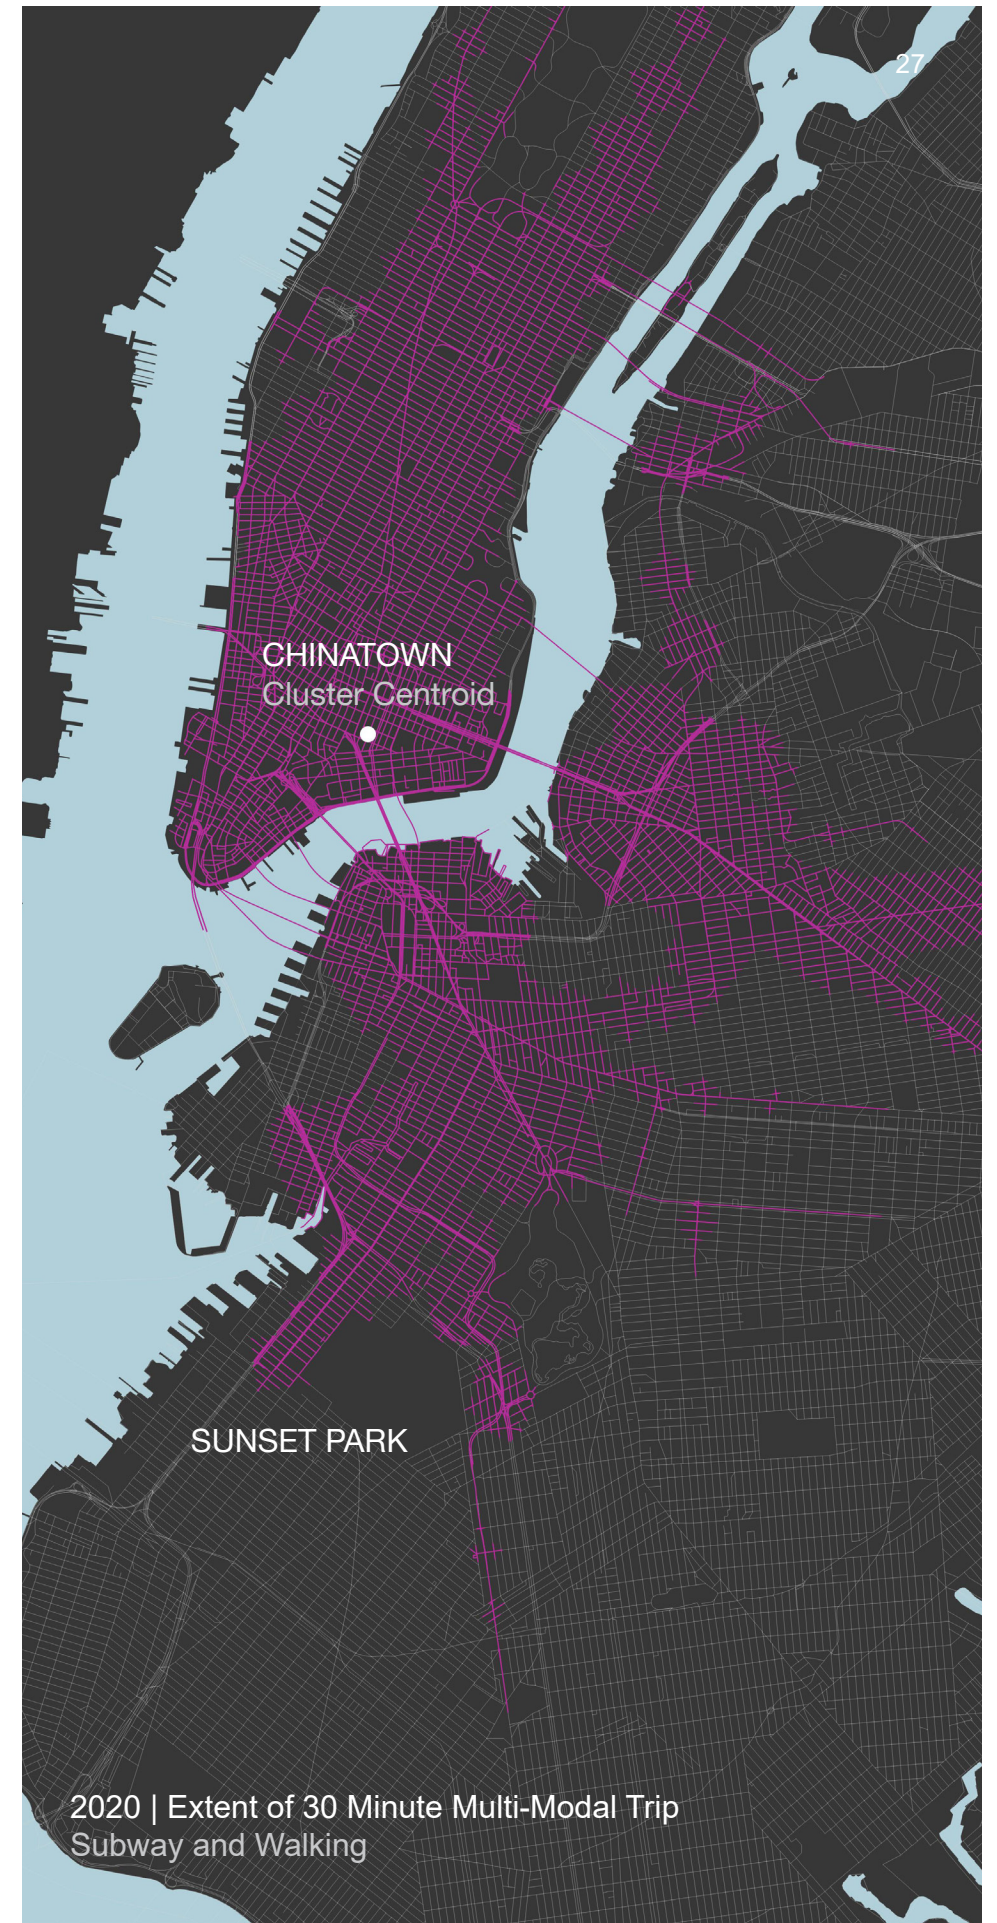 27
CHINATOWN
Cluster Centroid
SUNSET PARK
2020 | Extent of 30 Minute Multi-Modal Trip
Subway and Walking